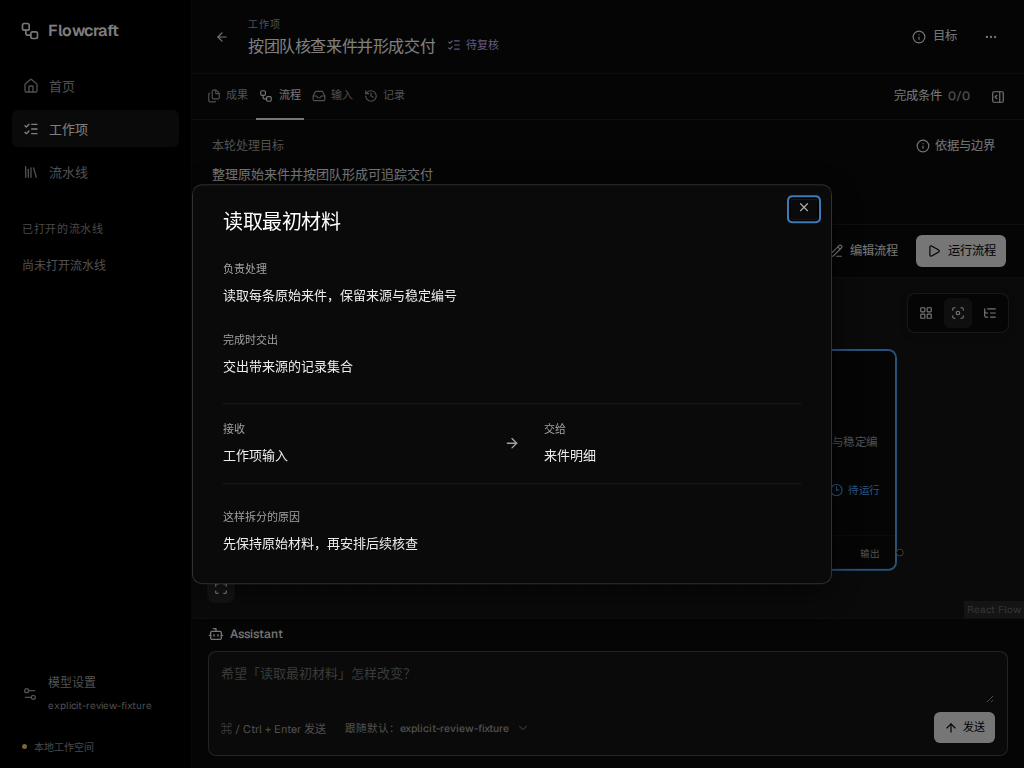 Flowcraft
首页
工作项
流水线
已打开的流水线
尚未打开流水线
模型设置
explicit-review-fixture
本地工作空间
工作项
按团队核查来件并形成交付
待复核
目标
成果
流程
输入
记录
完成条件 0/0
本轮处理目标
依据与边界
整理原始来件并按团队形成可追踪交付
编辑流程
运行流程
读取最初材料
负责处理
读取每条原始来件，保留来源与稳定编号
完成时交出
交出带来源的记录集合
接收
工作项输入
交给
来件明细
这样拆分的原因
先保持原始材料，再安排后续核查
与稳定编
待运行
输出
React Flow
Assistant
希望「读取最初材料」怎样改变？
⌘ / Ctrl + Enter 发送
跟随默认：explicit-review-fixture
发送